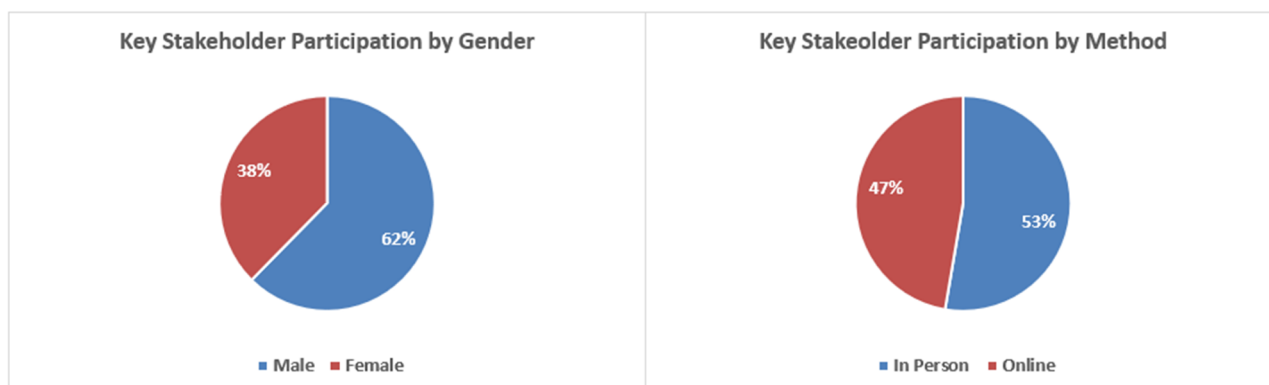 Key Stakeholder Participation by Gender
38%
62%
Male Female
Key Stakeolder Participation by Method
47%
53%
In Person Online